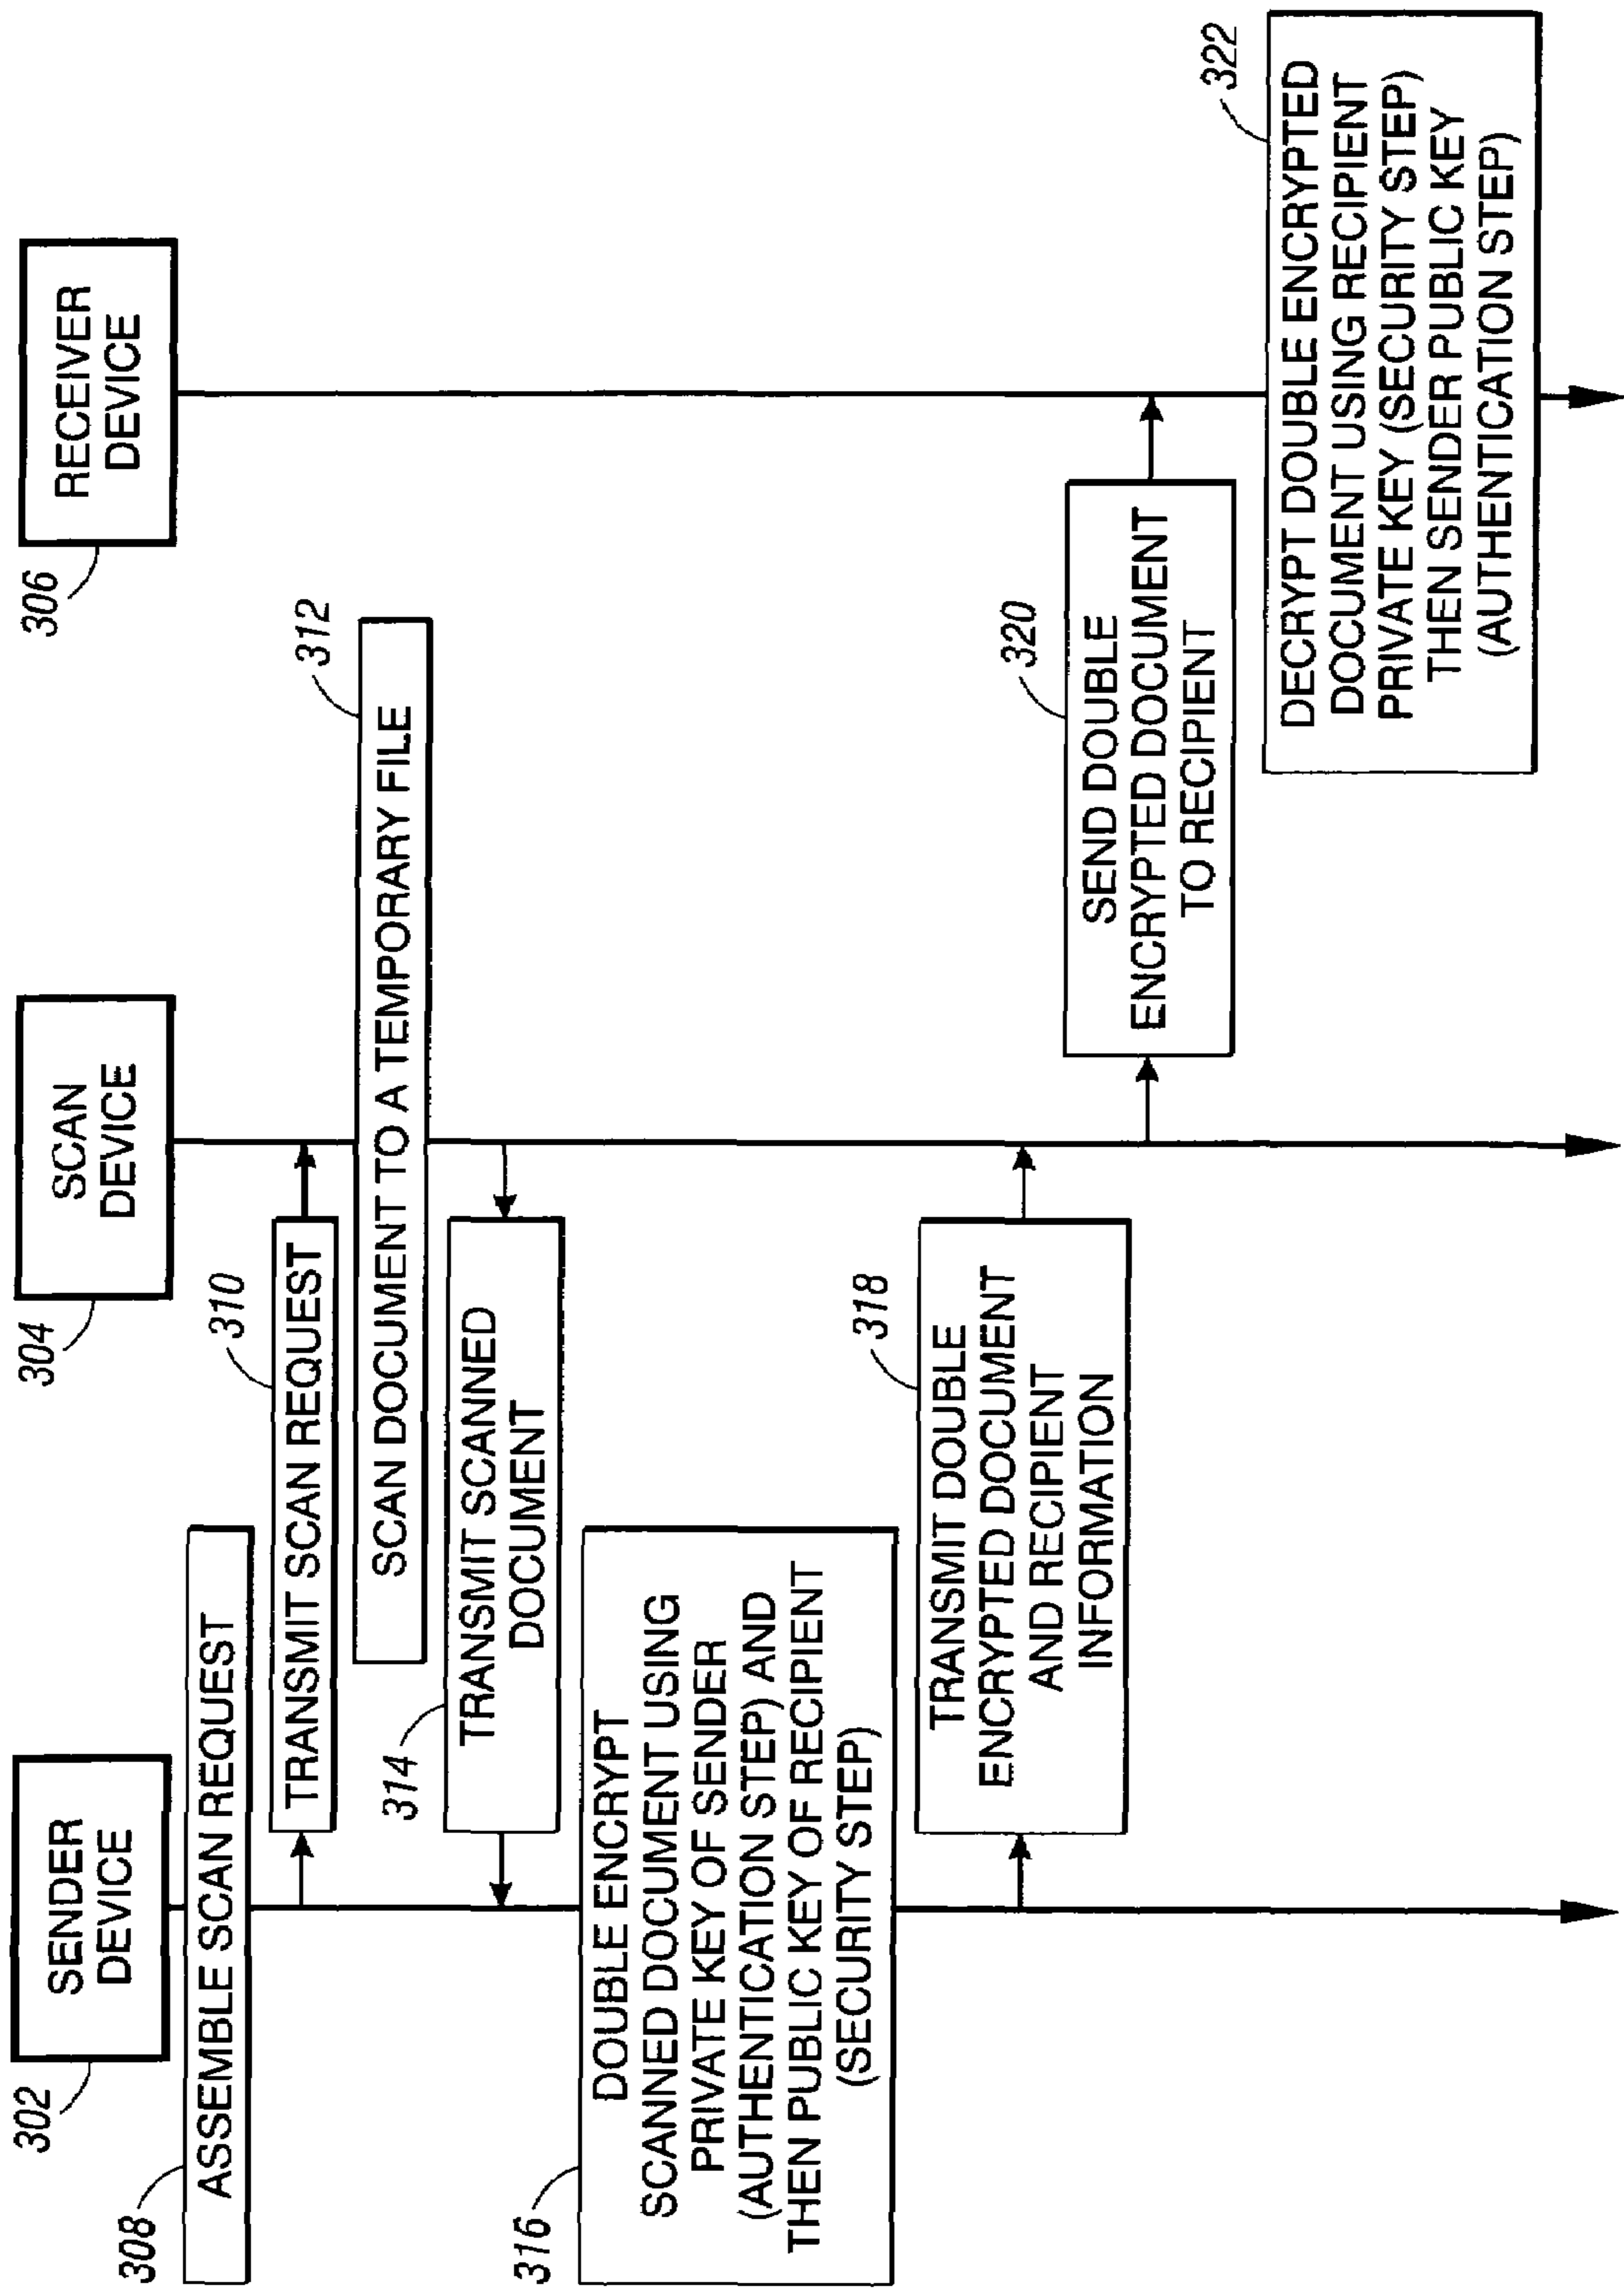 302
SENDER
DEVICE
304
SCAN
DEVICE
306
RECEIVER
DEVICE
308
ASSEMBLE SCAN REQUEST
310
TRANSMIT SCAN REQUEST
312
SCAN DOCUMENT TO A TEMPORARY FILE
314
TRANSMIT SCANNED
DOCUMENT
316
DOUBLE ENCRYPT
SCANNED DOCUMENT USING
PRIVATE KEY OF SENDER
(AUTHENTICATION STEP) AND
THEN PUBLIC KEY OF RECIPIENT
(SECURITY STEP)
318
TRANSMIT DOUBLE
ENCRYPTED DOCUMENT
AND RECIPIENT
INFORMATION
320
SEND DOUBLE
ENCRYPTED DOCUMENT
TO RECIPIENT
322
DECRYPT DOUBLE ENCRYPTED
DOCUMENT USING RECIPIENT
PRIVATE KEY (SECURITY STEP)
THEN SENDER PUBLIC KEY
(AUTHENTICATION STEP)